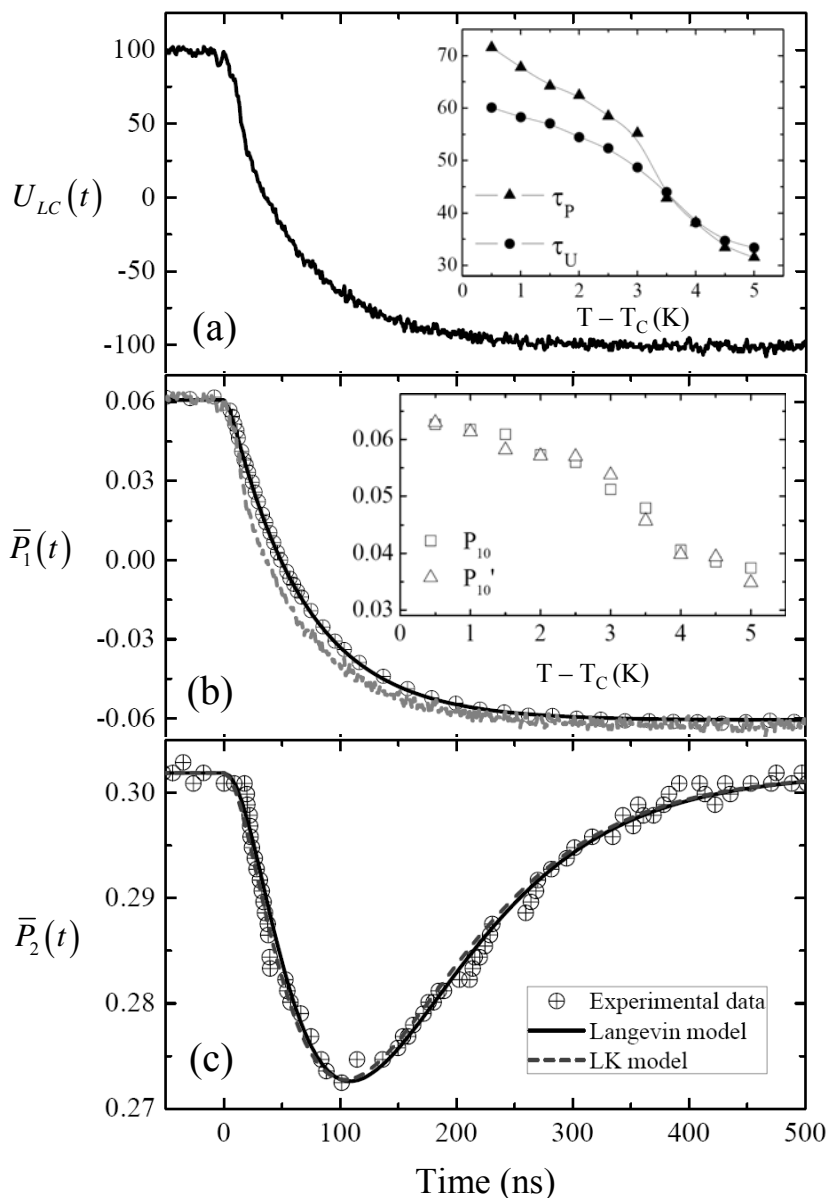 100
50
0
-50
-100
U_LC(t)
(a)
70
60
50
40
30
τ_P
τ_U
0 1 2 3 4 5
T – T_C (K)
0.06
0.03
0.00
-0.03
-0.06
P̅_1(t)
(b)
0.06
0.05
0.04
0.03
P_10
P_10'
0 1 2 3 4 5
T – T_C (K)
0.30
0.29
0.28
0.27
P̅_2(t)
(c)
Experimental data
Langevin model
LK model
0 100 200 300 400 500
Time (ns)